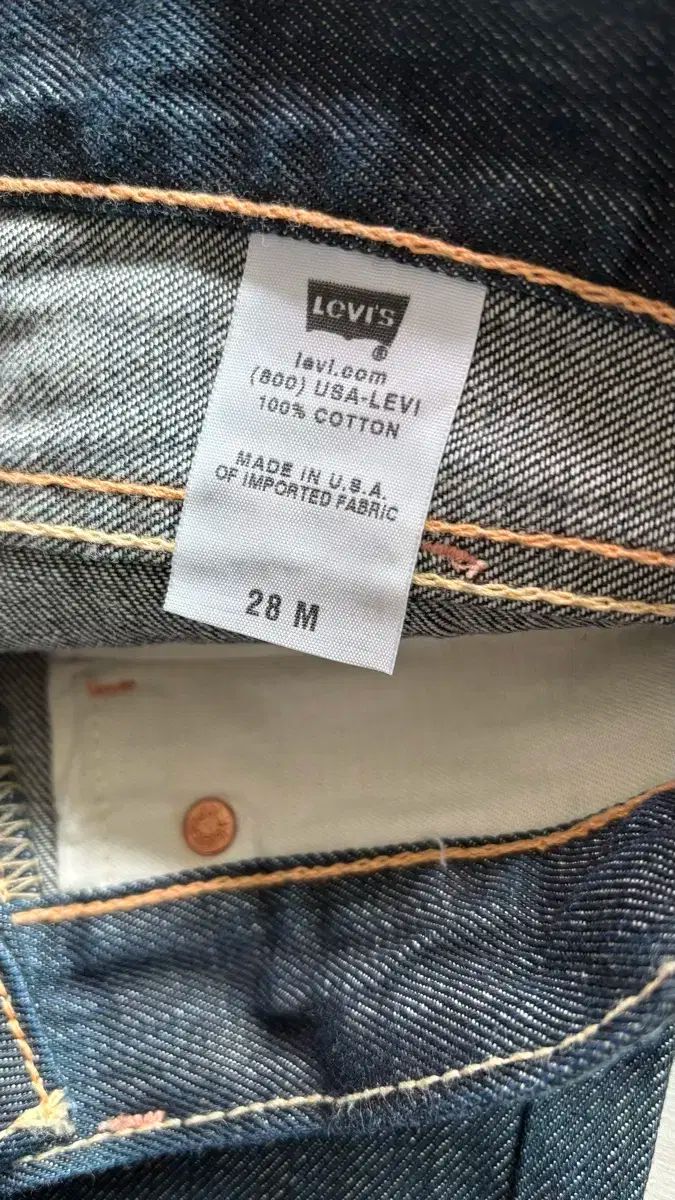 LEVI'S
®
levi.com
(800) USA-LEVI
100% COTTON
MADE IN U.S.A.
OF IMPORTED FABRIC
28 M